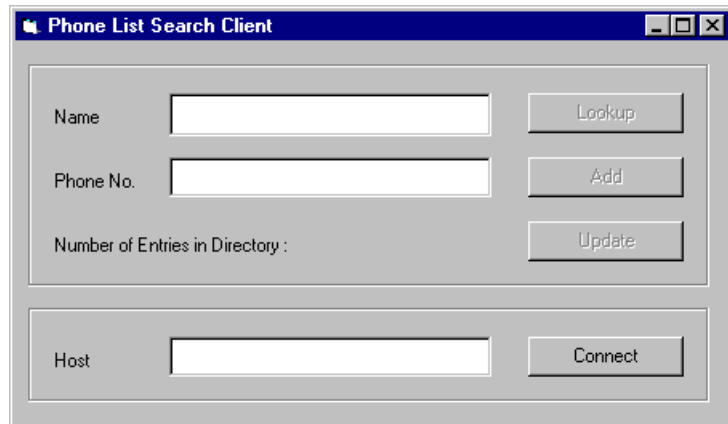 Phone List Search Client
Name
Lookup
Phone No.
Add
Number of Entries in Directory :
Update
Host
Connect